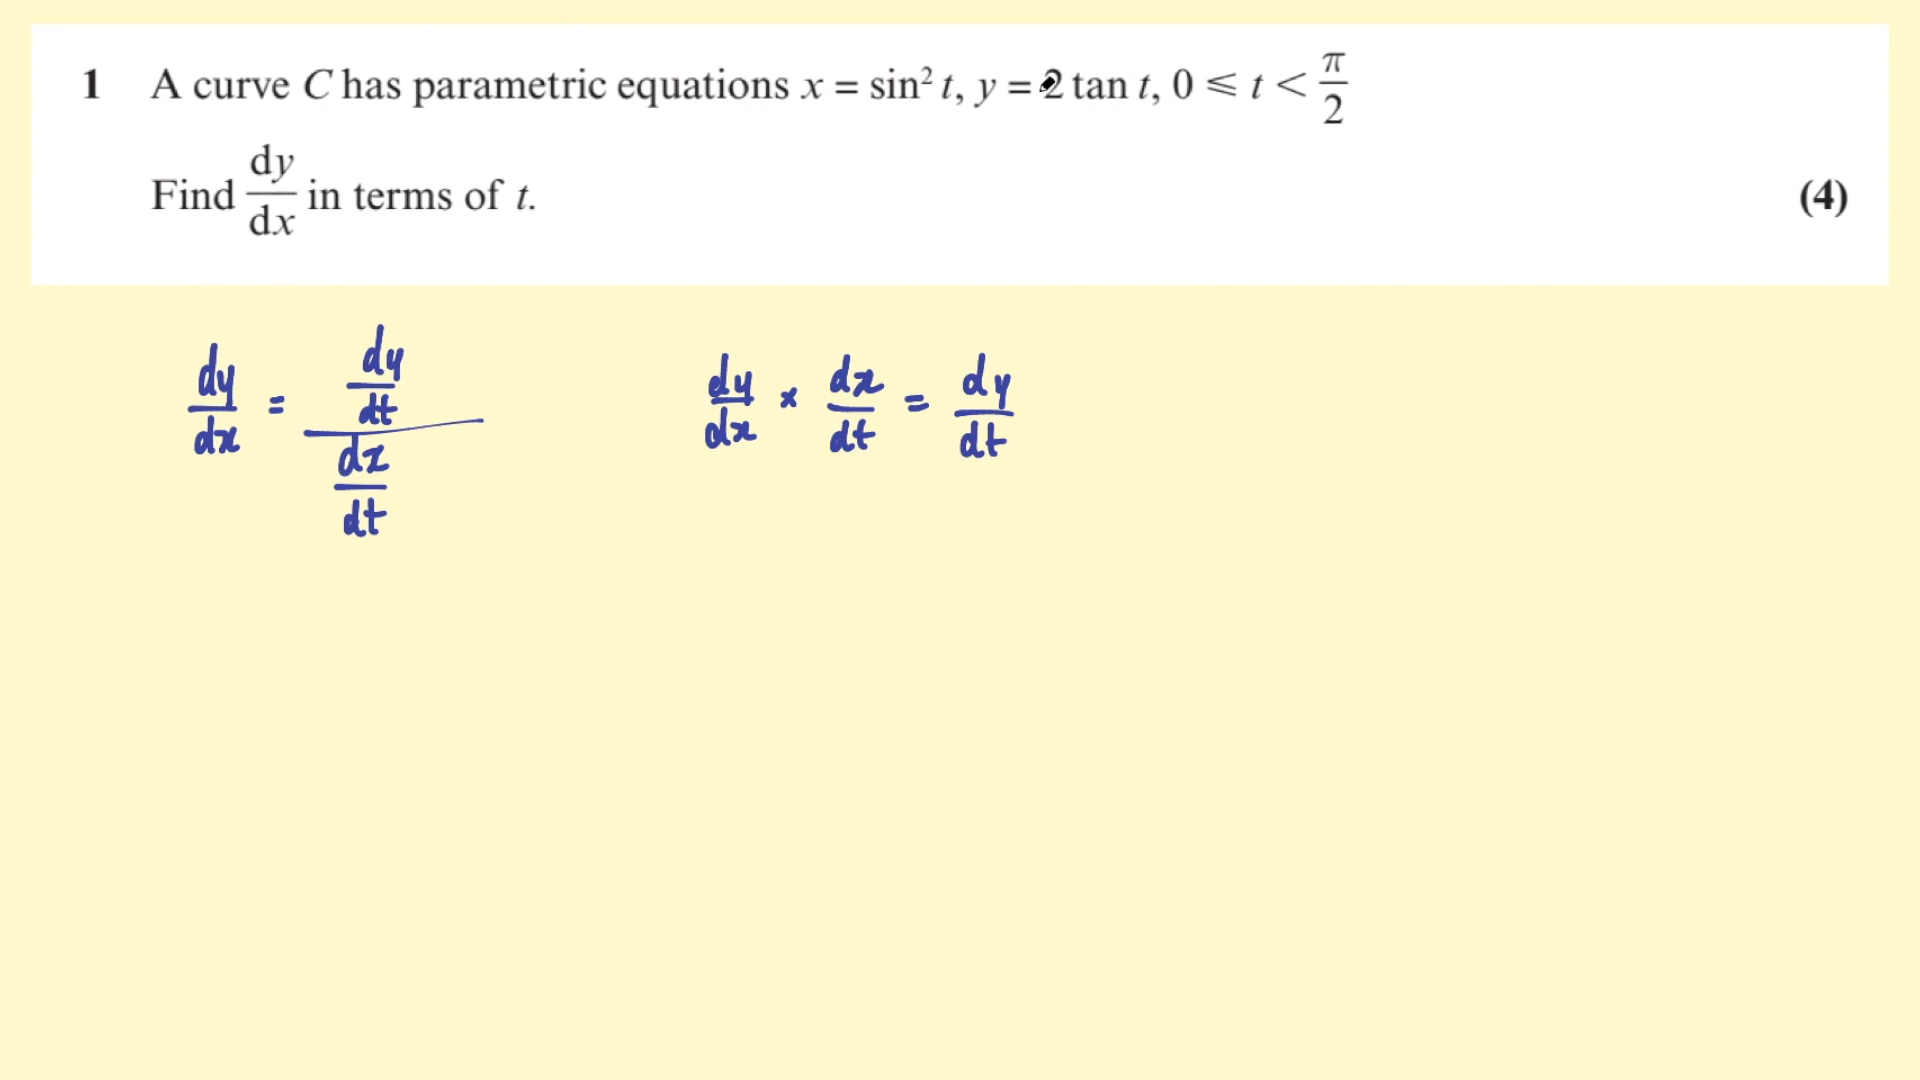 1 A curve C has parametric equations x = sin² t, y = 2 tan t, 0 ⩽ t < π/2
Find dy/dx in terms of t. (4)
dy/dx = (dy/dt)/(dx/dt)
dy/dx × dx/dt = dy/dt